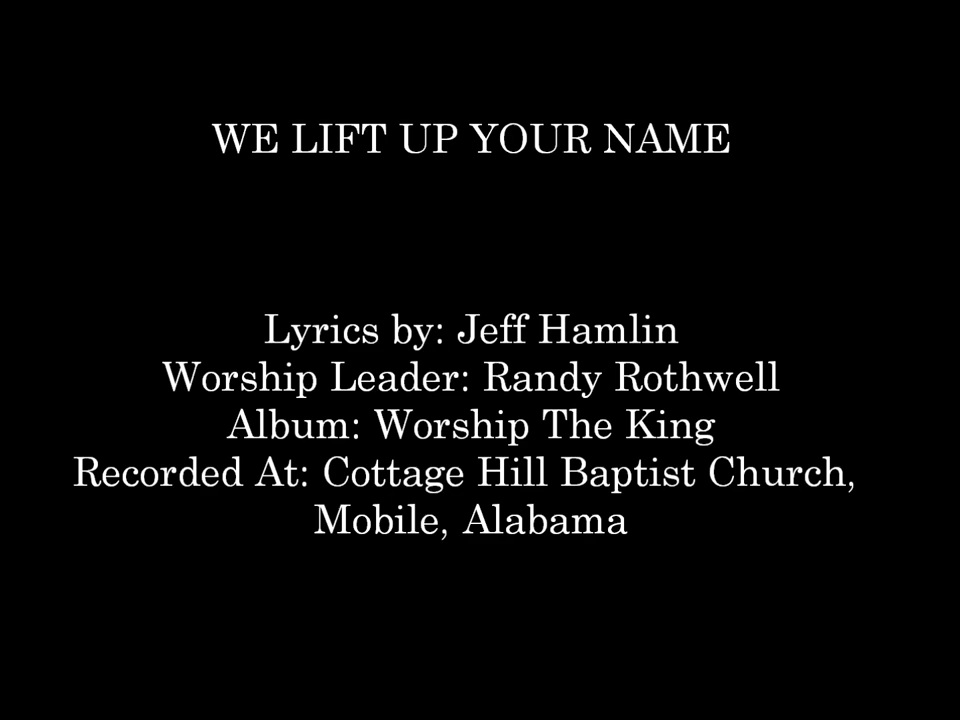 WE LIFT UP YOUR NAME
Lyrics by: Jeff Hamlin
Worship Leader: Randy Rothwell
Album: Worship The King
Recorded At: Cottage Hill Baptist Church,
Mobile, Alabama